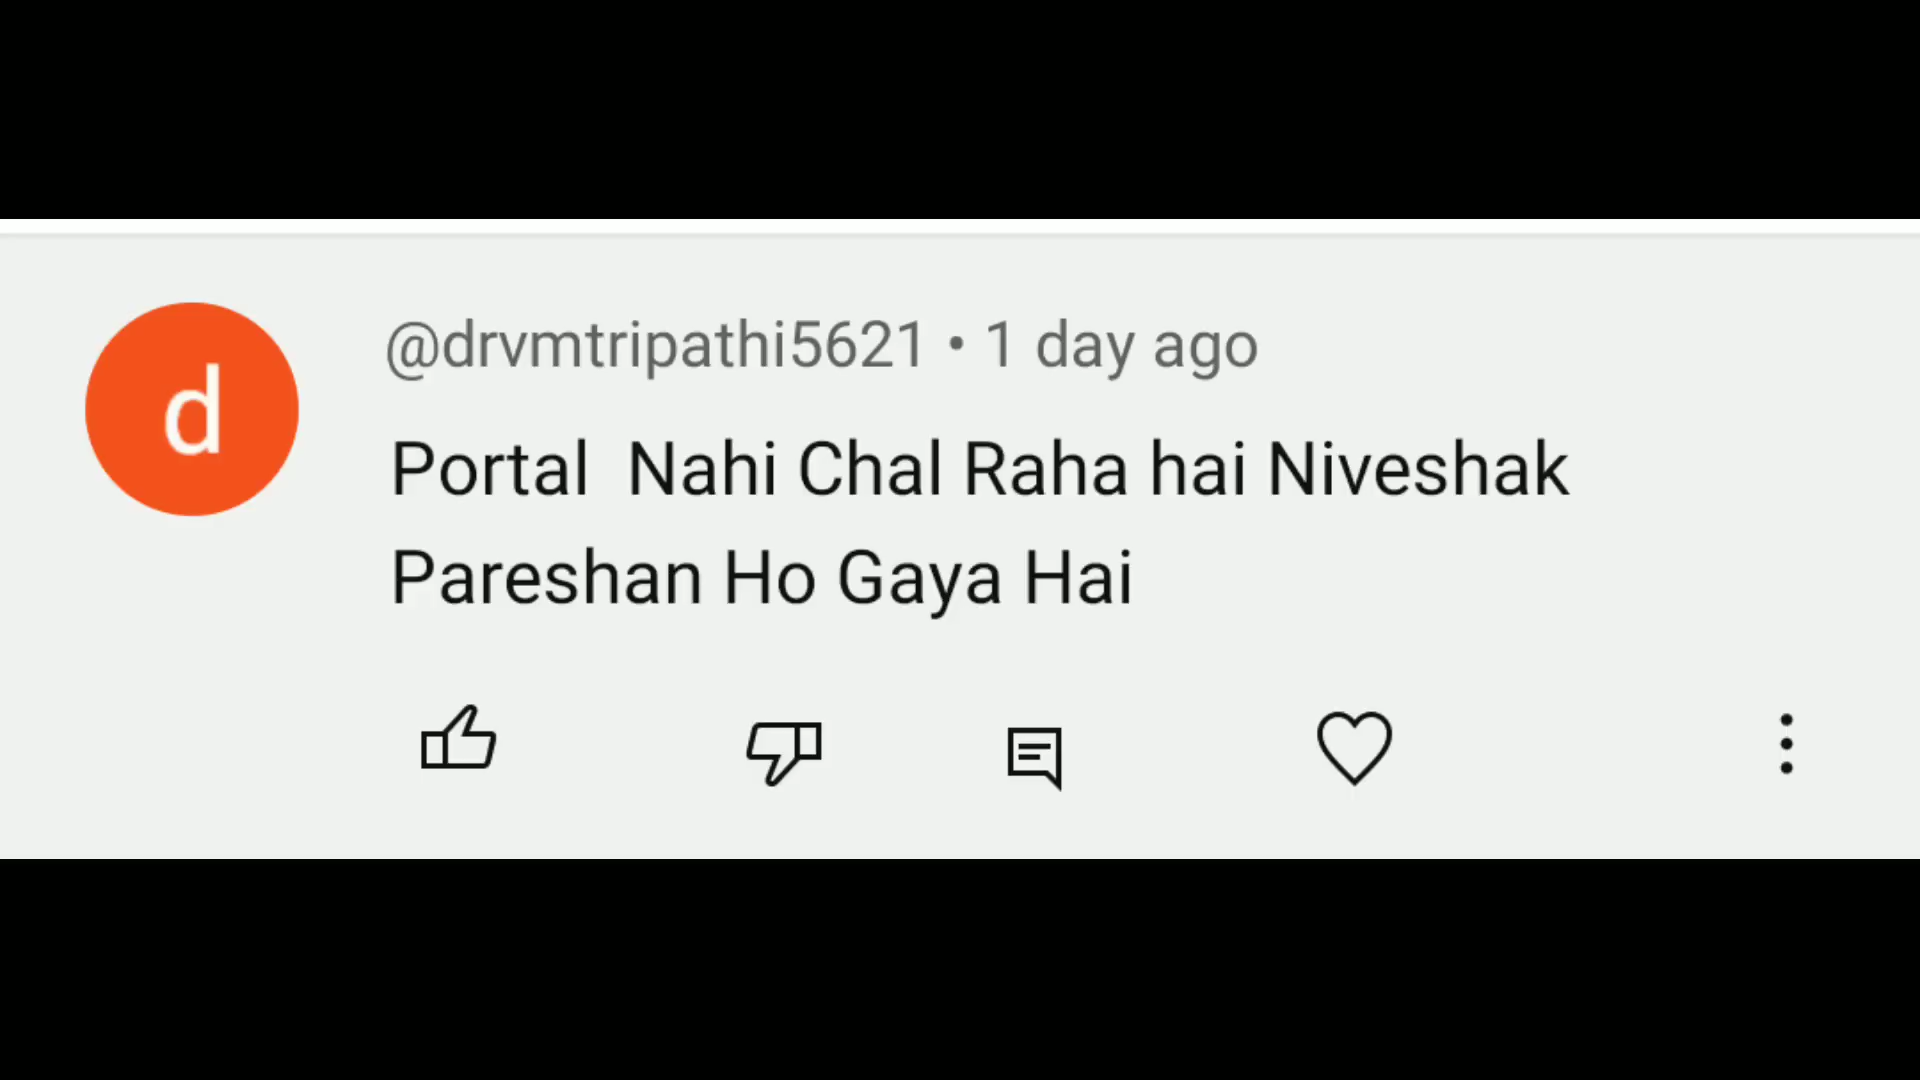 d
@drvmtripathi5621 • 1 day ago
Portal  Nahi Chal Raha hai Niveshak
Pareshan Ho Gaya Hai